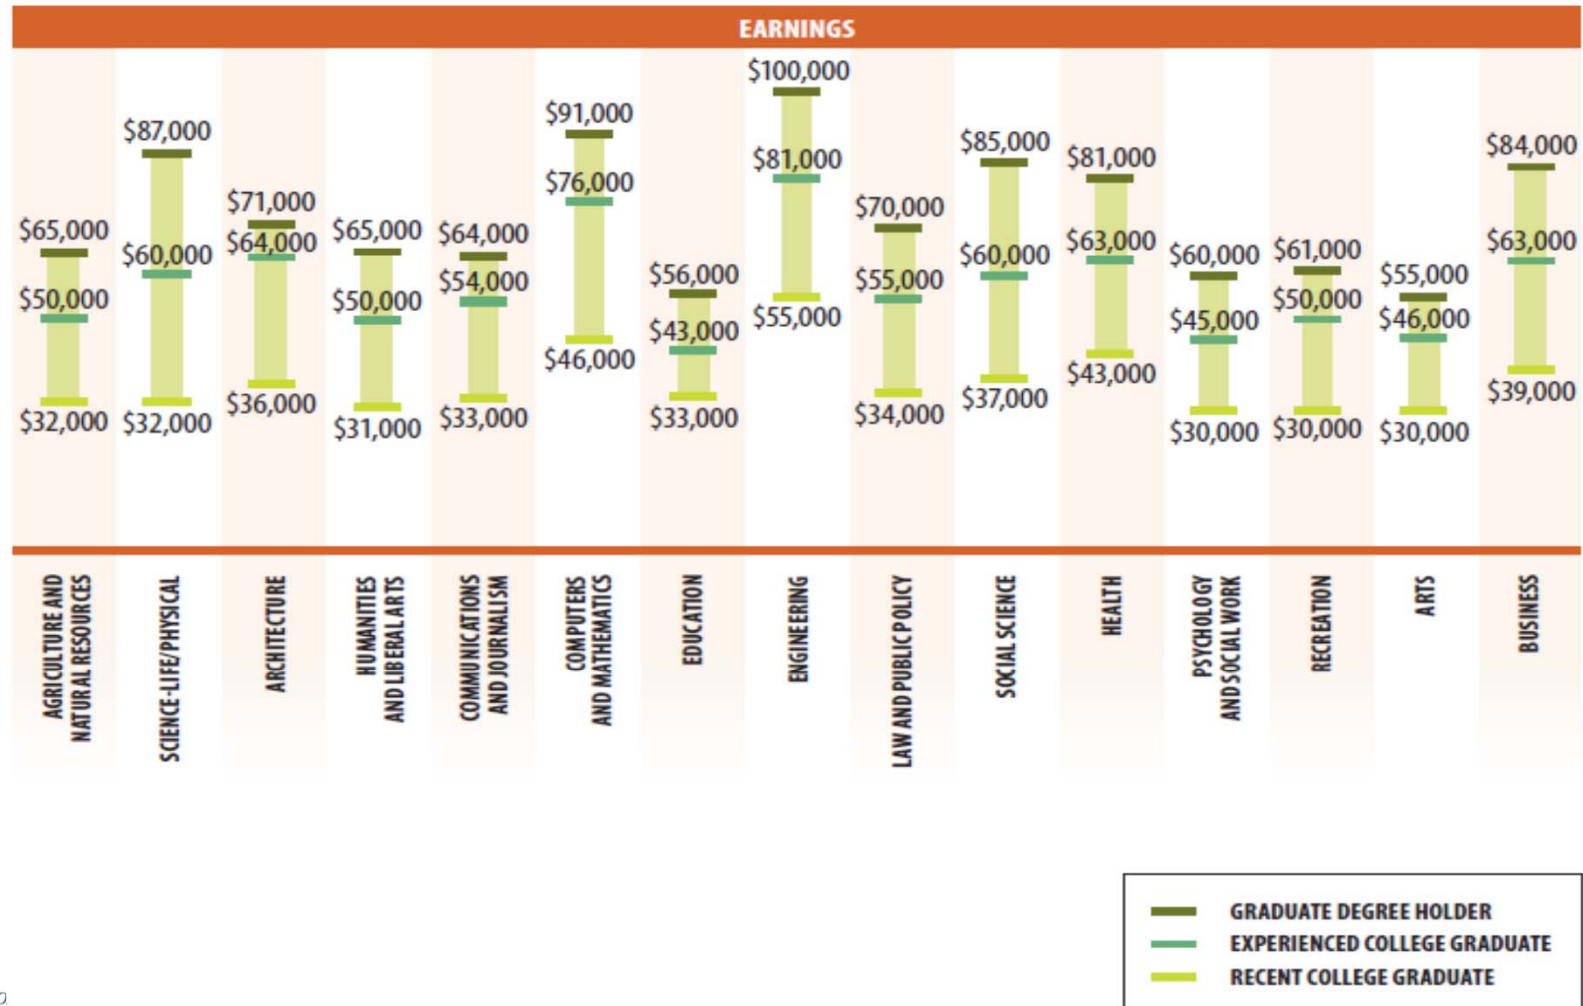 EARNINGS
$65,000
$50,000
$32,000
$87,000
$60,000
$32,000
$71,000
$64,000
$36,000
$65,000
$50,000
$31,000
$64,000
$54,000
$33,000
$91,000
$76,000
$46,000
$56,000
$43,000
$33,000
$100,000
$81,000
$55,000
$70,000
$55,000
$34,000
$85,000
$60,000
$37,000
$81,000
$63,000
$43,000
$60,000
$45,000
$30,000
$61,000
$50,000
$30,000
$55,000
$46,000
$30,000
$84,000
$63,000
$39,000
AGRICULTURE AND
NATURAL RESOURCES
SCIENCE-LIFE/PHYSICAL
ARCHITECTURE
HUMANITIES
AND LIBERAL ARTS
COMMUNICATIONS
AND JOURNALISM
COMPUTERS
AND MATHEMATICS
EDUCATION
ENGINEERING
LAW AND PUBLIC POLICY
SOCIAL SCIENCE
HEALTH
PSYCHOLOGY
AND SOCIAL WORK
RECREATION
ARTS
BUSINESS
GRADUATE DEGREE HOLDER
EXPERIENCED COLLEGE GRADUATE
RECENT COLLEGE GRADUATE